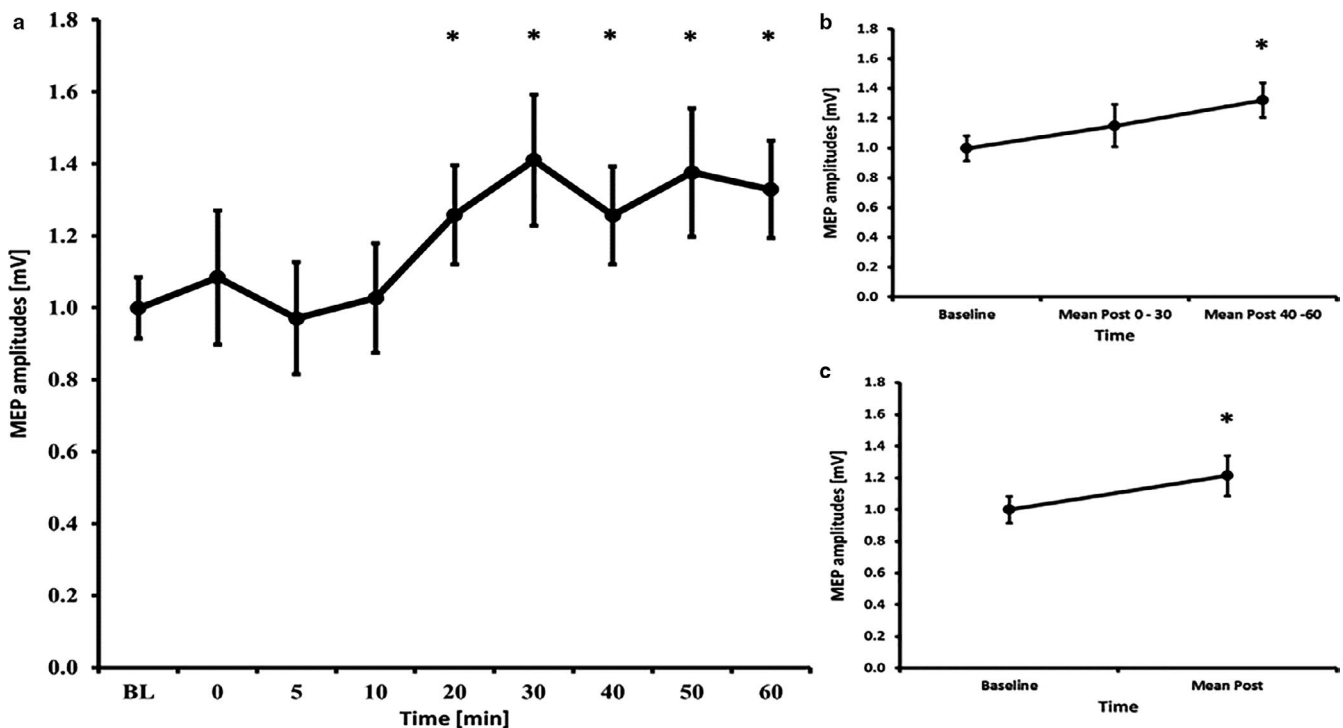 a
MEP amplitudes [mV]
1.8
1.6
1.4
1.2
1.0
0.8
0.6
0.4
0.2
0.0
* * * * *
BL 0 5 10 20 30 40 50 60
Time [min]
b
MEP amplitudes [mV]
1.8
1.6
1.4
1.2
1.0
0.8
0.6
0.4
0.2
0.0
*
Baseline Mean Post 0 - 30 Mean Post 40 -60
Time
c
MEP amplitudes [mV]
1.8
1.6
1.4
1.2
1.0
0.8
0.6
0.4
0.2
0.0
*
Baseline Mean Post
Time